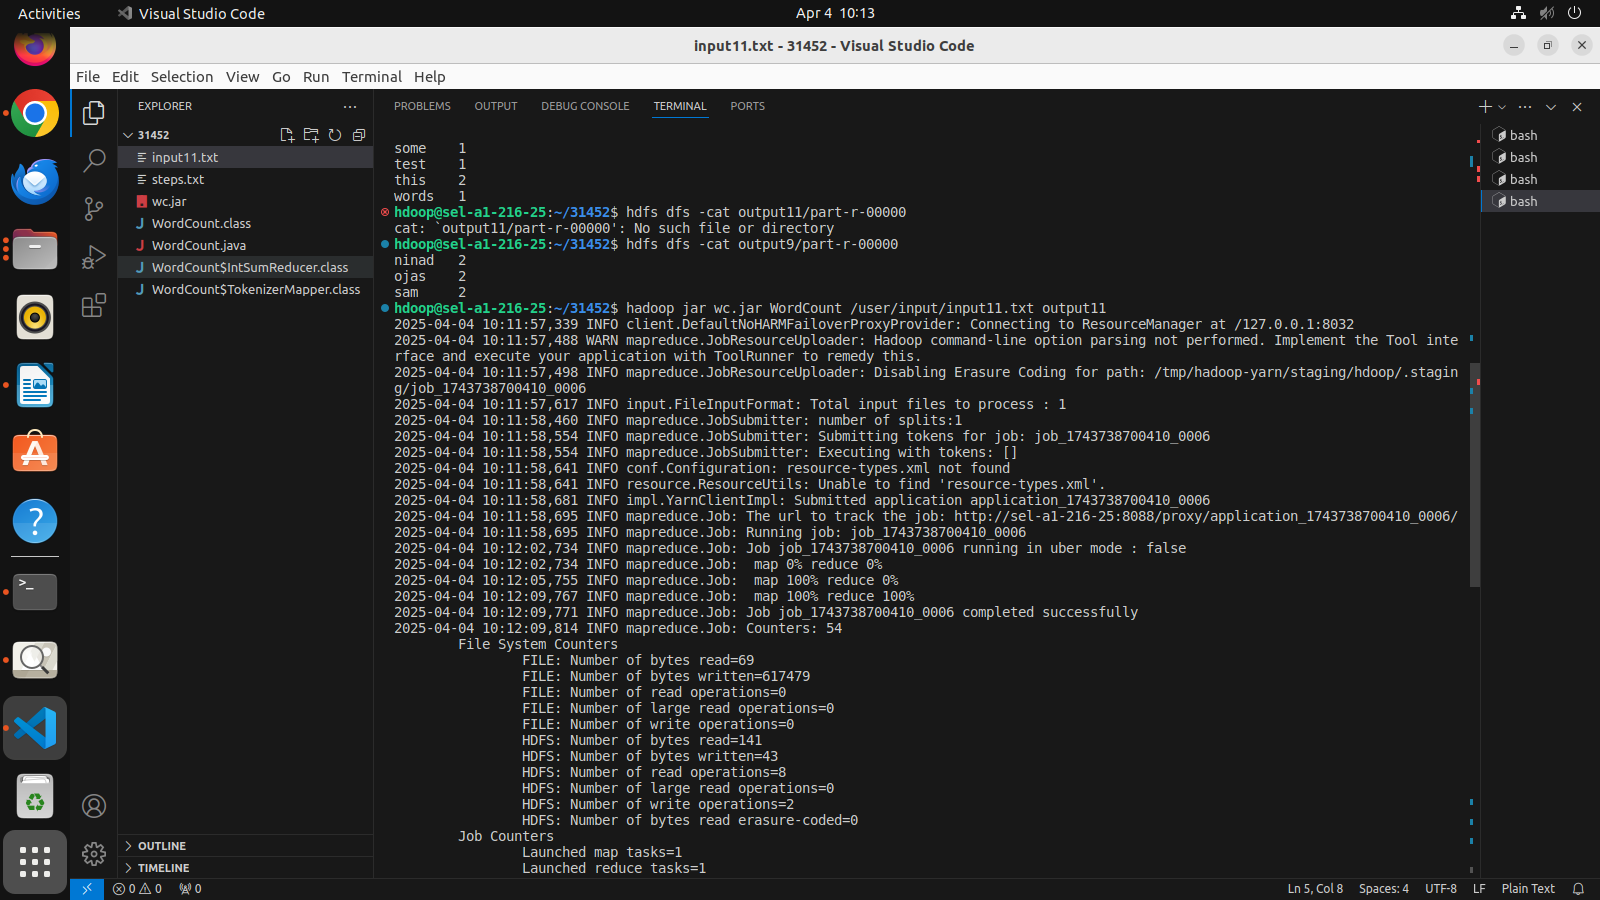 Activities Visual Studio Code Apr 4 10:13
input11.txt - 31452 - Visual Studio Code
File Edit Selection View Go Run Terminal Help
EXPLORER
31452
input11.txt
steps.txt
wc.jar
WordCount.class
WordCount.java
WordCount$IntSumReducer.class
WordCount$TokenizerMapper.class
OUTLINE
TIMELINE
PROBLEMS OUTPUT DEBUG CONSOLE TERMINAL PORTS
some 1
test 1
this 2
words 1
hdoop@sel-a1-216-25:~/31452$ hdfs dfs -cat output11/part-r-00000
cat: `output11/part-r-00000': No such file or directory
hdoop@sel-a1-216-25:~/31452$ hdfs dfs -cat output9/part-r-00000
ninad 2
ojas 2
sam 2
hdoop@sel-a1-216-25:~/31452$ hadoop jar wc.jar WordCount /user/input/input11.txt output11
2025-04-04 10:11:57,339 INFO client.DefaultNoHARMFailoverProxyProvider: Connecting to ResourceManager at /127.0.0.1:8032
2025-04-04 10:11:57,488 WARN mapreduce.JobResourceUploader: Hadoop command-line option parsing not performed. Implement the Tool inte
rface and execute your application with ToolRunner to remedy this.
2025-04-04 10:11:57,498 INFO mapreduce.JobResourceUploader: Disabling Erasure Coding for path: /tmp/hadoop-yarn/staging/hdoop/.stagin
g/job_1743738700410_0006
2025-04-04 10:11:57,617 INFO input.FileInputFormat: Total input files to process : 1
2025-04-04 10:11:58,460 INFO mapreduce.JobSubmitter: number of splits:1
2025-04-04 10:11:58,554 INFO mapreduce.JobSubmitter: Submitting tokens for job: job_1743738700410_0006
2025-04-04 10:11:58,554 INFO mapreduce.JobSubmitter: Executing with tokens: []
2025-04-04 10:11:58,641 INFO conf.Configuration: resource-types.xml not found
2025-04-04 10:11:58,641 INFO resource.ResourceUtils: Unable to find 'resource-types.xml'.
2025-04-04 10:11:58,681 INFO impl.YarnClientImpl: Submitted application application_1743738700410_0006
2025-04-04 10:11:58,695 INFO mapreduce.Job: The url to track the job: http://sel-a1-216-25:8088/proxy/application_1743738700410_0006/
2025-04-04 10:11:58,695 INFO mapreduce.Job: Running job: job_1743738700410_0006
2025-04-04 10:12:02,734 INFO mapreduce.Job: Job job_1743738700410_0006 running in uber mode : false
2025-04-04 10:12:02,734 INFO mapreduce.Job:  map 0% reduce 0%
2025-04-04 10:12:05,755 INFO mapreduce.Job:  map 100% reduce 0%
2025-04-04 10:12:09,767 INFO mapreduce.Job:  map 100% reduce 100%
2025-04-04 10:12:09,771 INFO mapreduce.Job: Job job_1743738700410_0006 completed successfully
2025-04-04 10:12:09,814 INFO mapreduce.Job: Counters: 54
File System Counters
FILE: Number of bytes read=69
FILE: Number of bytes written=617479
FILE: Number of read operations=0
FILE: Number of large read operations=0
FILE: Number of write operations=0
HDFS: Number of bytes read=141
HDFS: Number of bytes written=43
HDFS: Number of read operations=8
HDFS: Number of large read operations=0
HDFS: Number of write operations=2
HDFS: Number of bytes read erasure-coded=0
Job Counters
Launched map tasks=1
Launched reduce tasks=1
bash
bash
bash
bash
0 0 0 Ln 5, Col 8 Spaces: 4 UTF-8 LF Plain Text